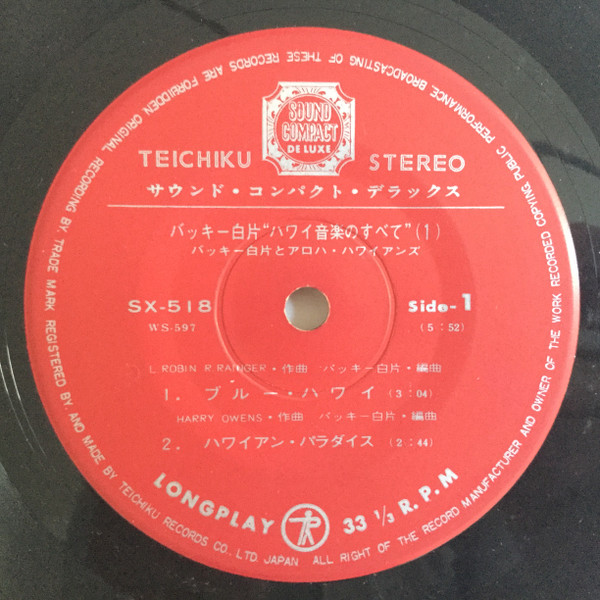 SOUND
COMPACT
DE LUXE
TEICHIKU STEREO
サウンド・コンパクト・デラックス
バッキー白片"ハワイ音楽のすべて"(1)
バッキー白片とアロハ・ハワイアンズ
SX-518 Side-1
WS-597 (5:52)
L.ROBIN R.RAINGER・作曲 バッキー白片・編曲
1. ブルー・ハワイ(3:04)
HARRY OWENS・作曲 バッキー白片・編曲
2. ハワイアン・パラダイス(2:44)
LONGPLAY 33 1/3 R.P.M
ORIGINAL RECORDING BY, TRADE MARK REGISTERED BY, AND MADE BY TEICHIKU RECORDS CO., LTD. JAPAN ALL RIGHT OF THE RECORD MANUFACTURER AND OWNER OF THE WORK RECORDED COPYING PUBLIC PERFORMANCE BROADCASTING OF THESE RECORDS ARE FORBIDDEN